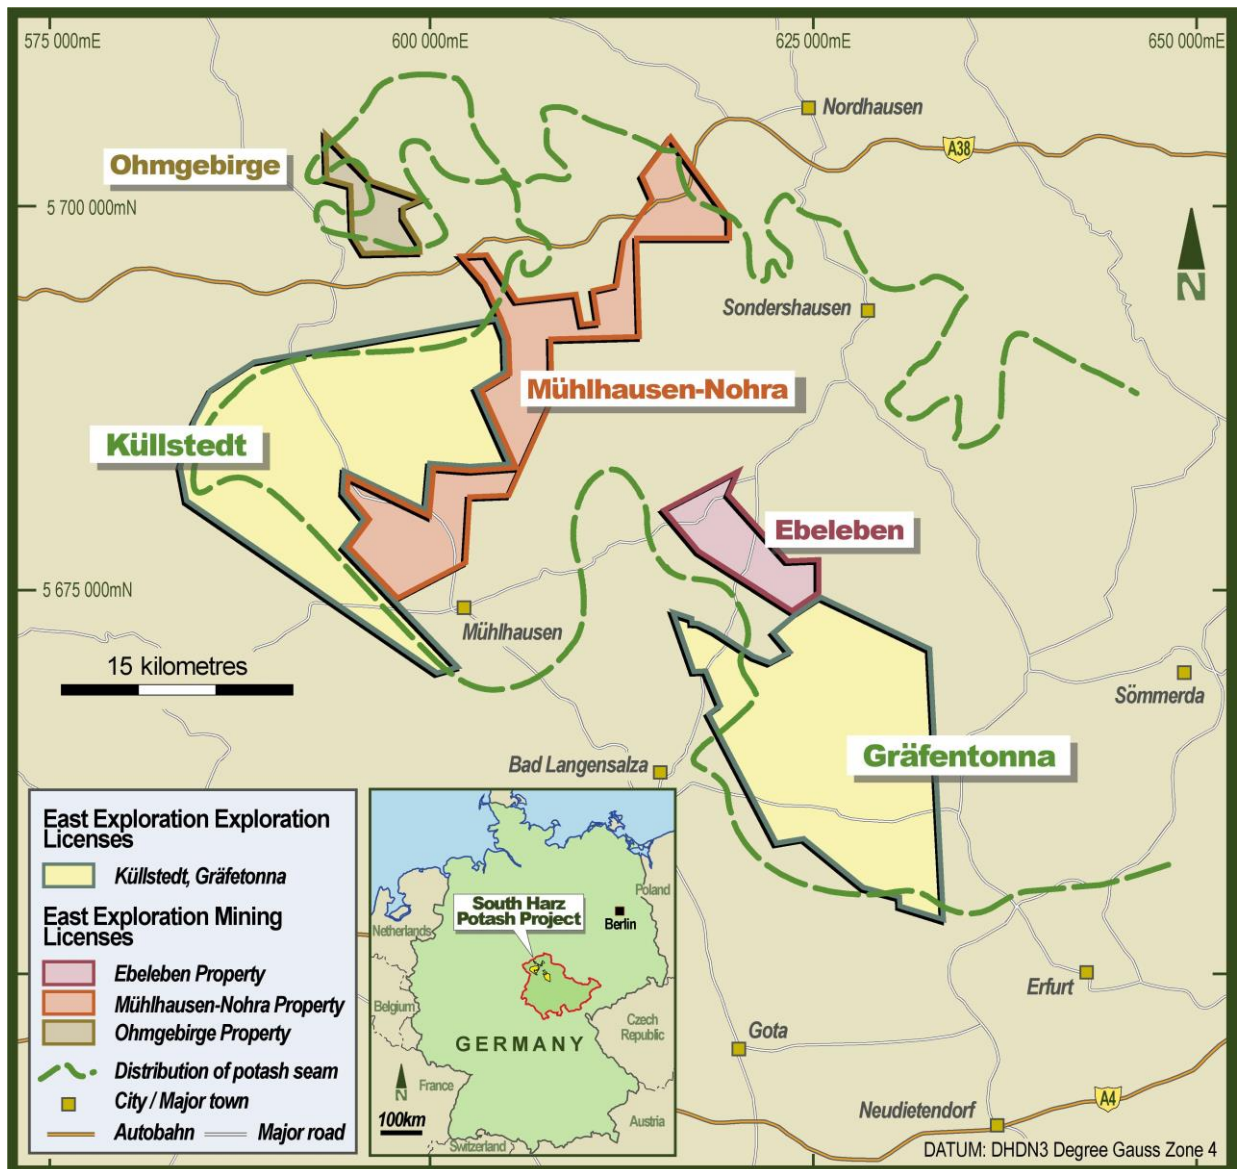 575 000mE
600 000mE
625 000mE
650 000mE
Nordhausen
A38
Ohmgebirge
5 700 000mN
N
Sondershausen
Mühlhausen-Nohra
Küllstedt
Ebeleben
5 675 000mN
Mühlhausen
15 kilometres
Sömmerda
Gräfentonna
Bad Langensalza
East Exploration Exploration
Licenses
Küllstedt, Gräfetonna
East Exploration Mining
Licenses
Ebeleben Property
Mühlhausen-Nohra Property
Ohmgebirge Property
Distribution of potash seam
City / Major town
Autobahn
Major road
Poland
South Harz
Potash Project
Berlin
Netherlands
Belgium
Czech
Republic
GERMANY
France
N
100km
Austria
Switzerland
Erfurt
Gota
Neudietendorf
A4
DATUM: DHDN3 Degree Gauss Zone 4